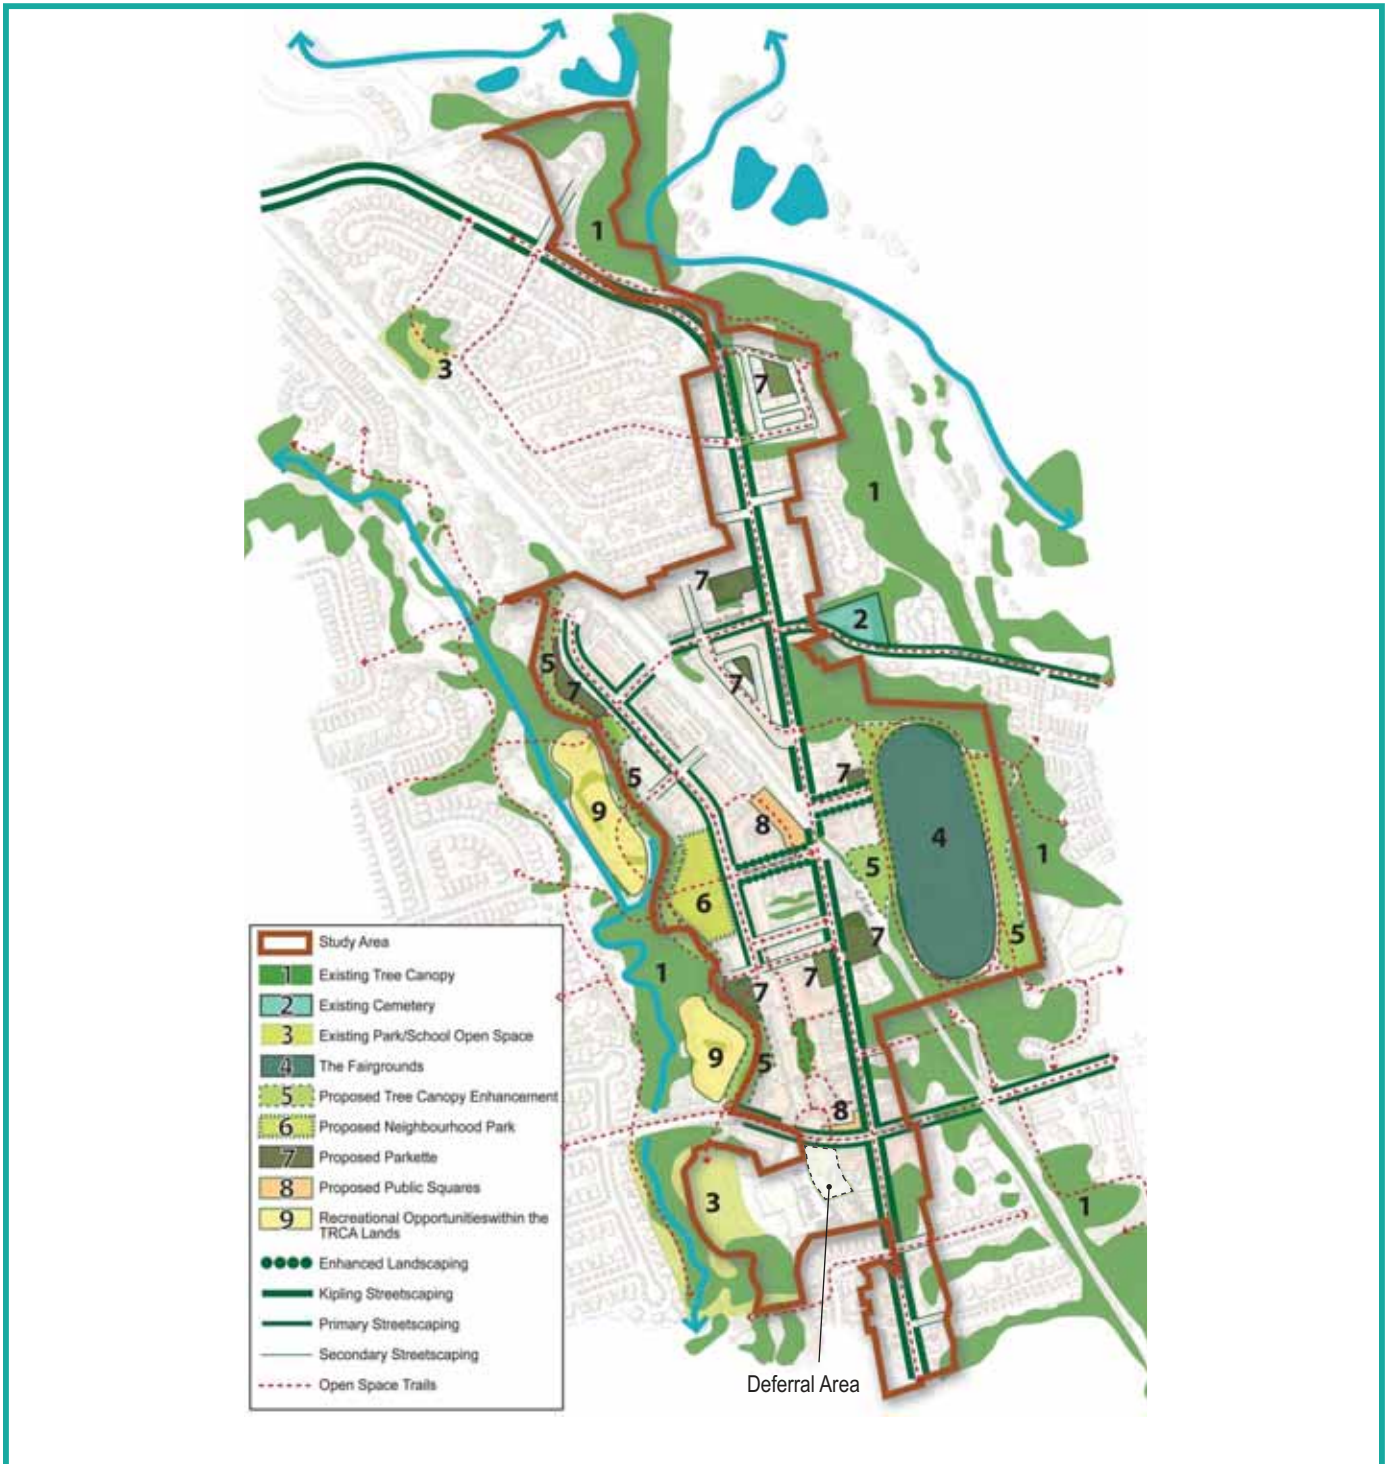 1
3
7
1
7
2
5
7
7
7
5
9
8
4
5
1
6
7
5
1
7
7
9
5
8
3
1
Study Area
1 Existing Tree Canopy
2 Existing Cemetery
3 Existing Park/School Open Space
4 The Fairgrounds
5 Proposed Tree Canopy Enhancement
6 Proposed Neighbourhood Park
7 Proposed Parkette
8 Proposed Public Squares
9 Recreational Opportunitieswithin the
TRCA Lands
Enhanced Landscaping
Kipling Streetscaping
Primary Streetscaping
Secondary Streetscaping
Open Space Trails
Deferral Area